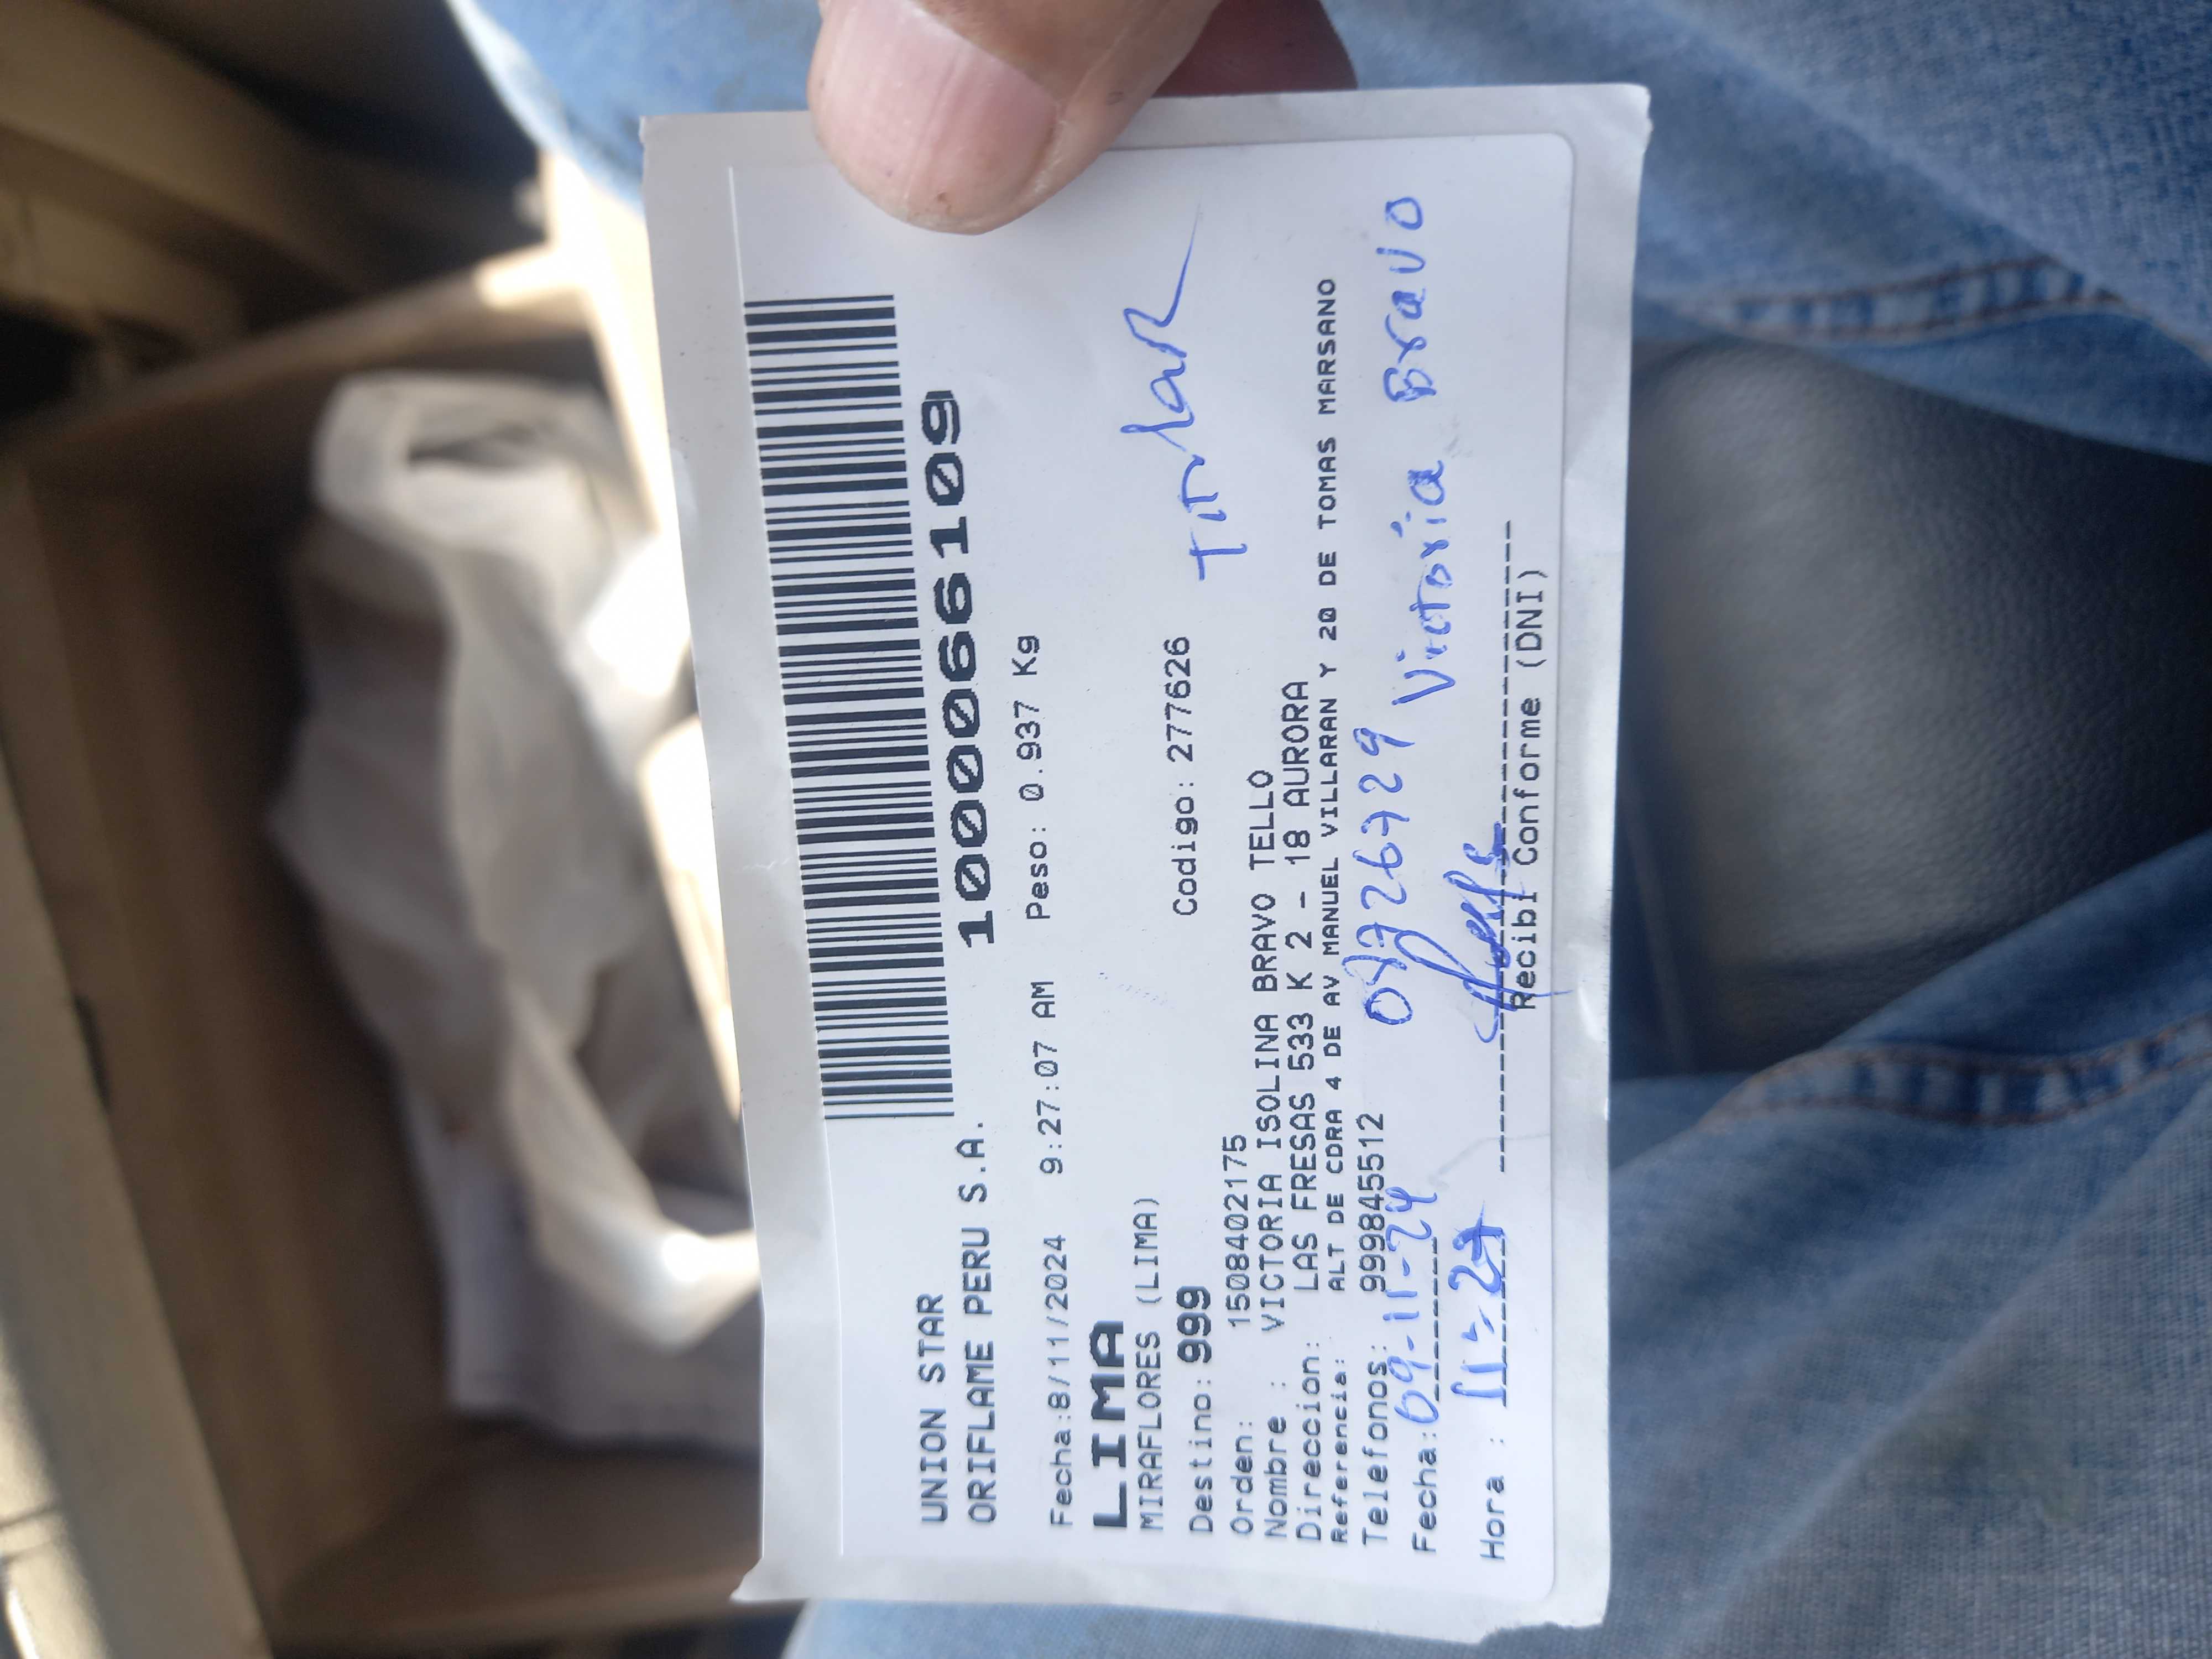 UNION STAR
ORIFLAME PERU S.A. 1000066109
Fecha:8/11/2024 9:27:07 AM Peso: 0.937 Kg
LIMA
MIRAFLORES (LIMA)
Destino: 999 Codigo: 277626
Titular
Orden: 1508402175
Nombre : VICTORIA ISOLINA BRAVO TELLO
Direccion: LAS FRESAS 533 K 2 - 18 AURORA
Referencia: ALT DE CDRA 4 DE AV MANUEL VILLARAN Y 20 DE TOMAS MARSANO
Telefonos: 999845512 07726729 Victoria Bravo
Fecha: 09-11-24
Hora : 11:27
Recibi Conforme (DNI)